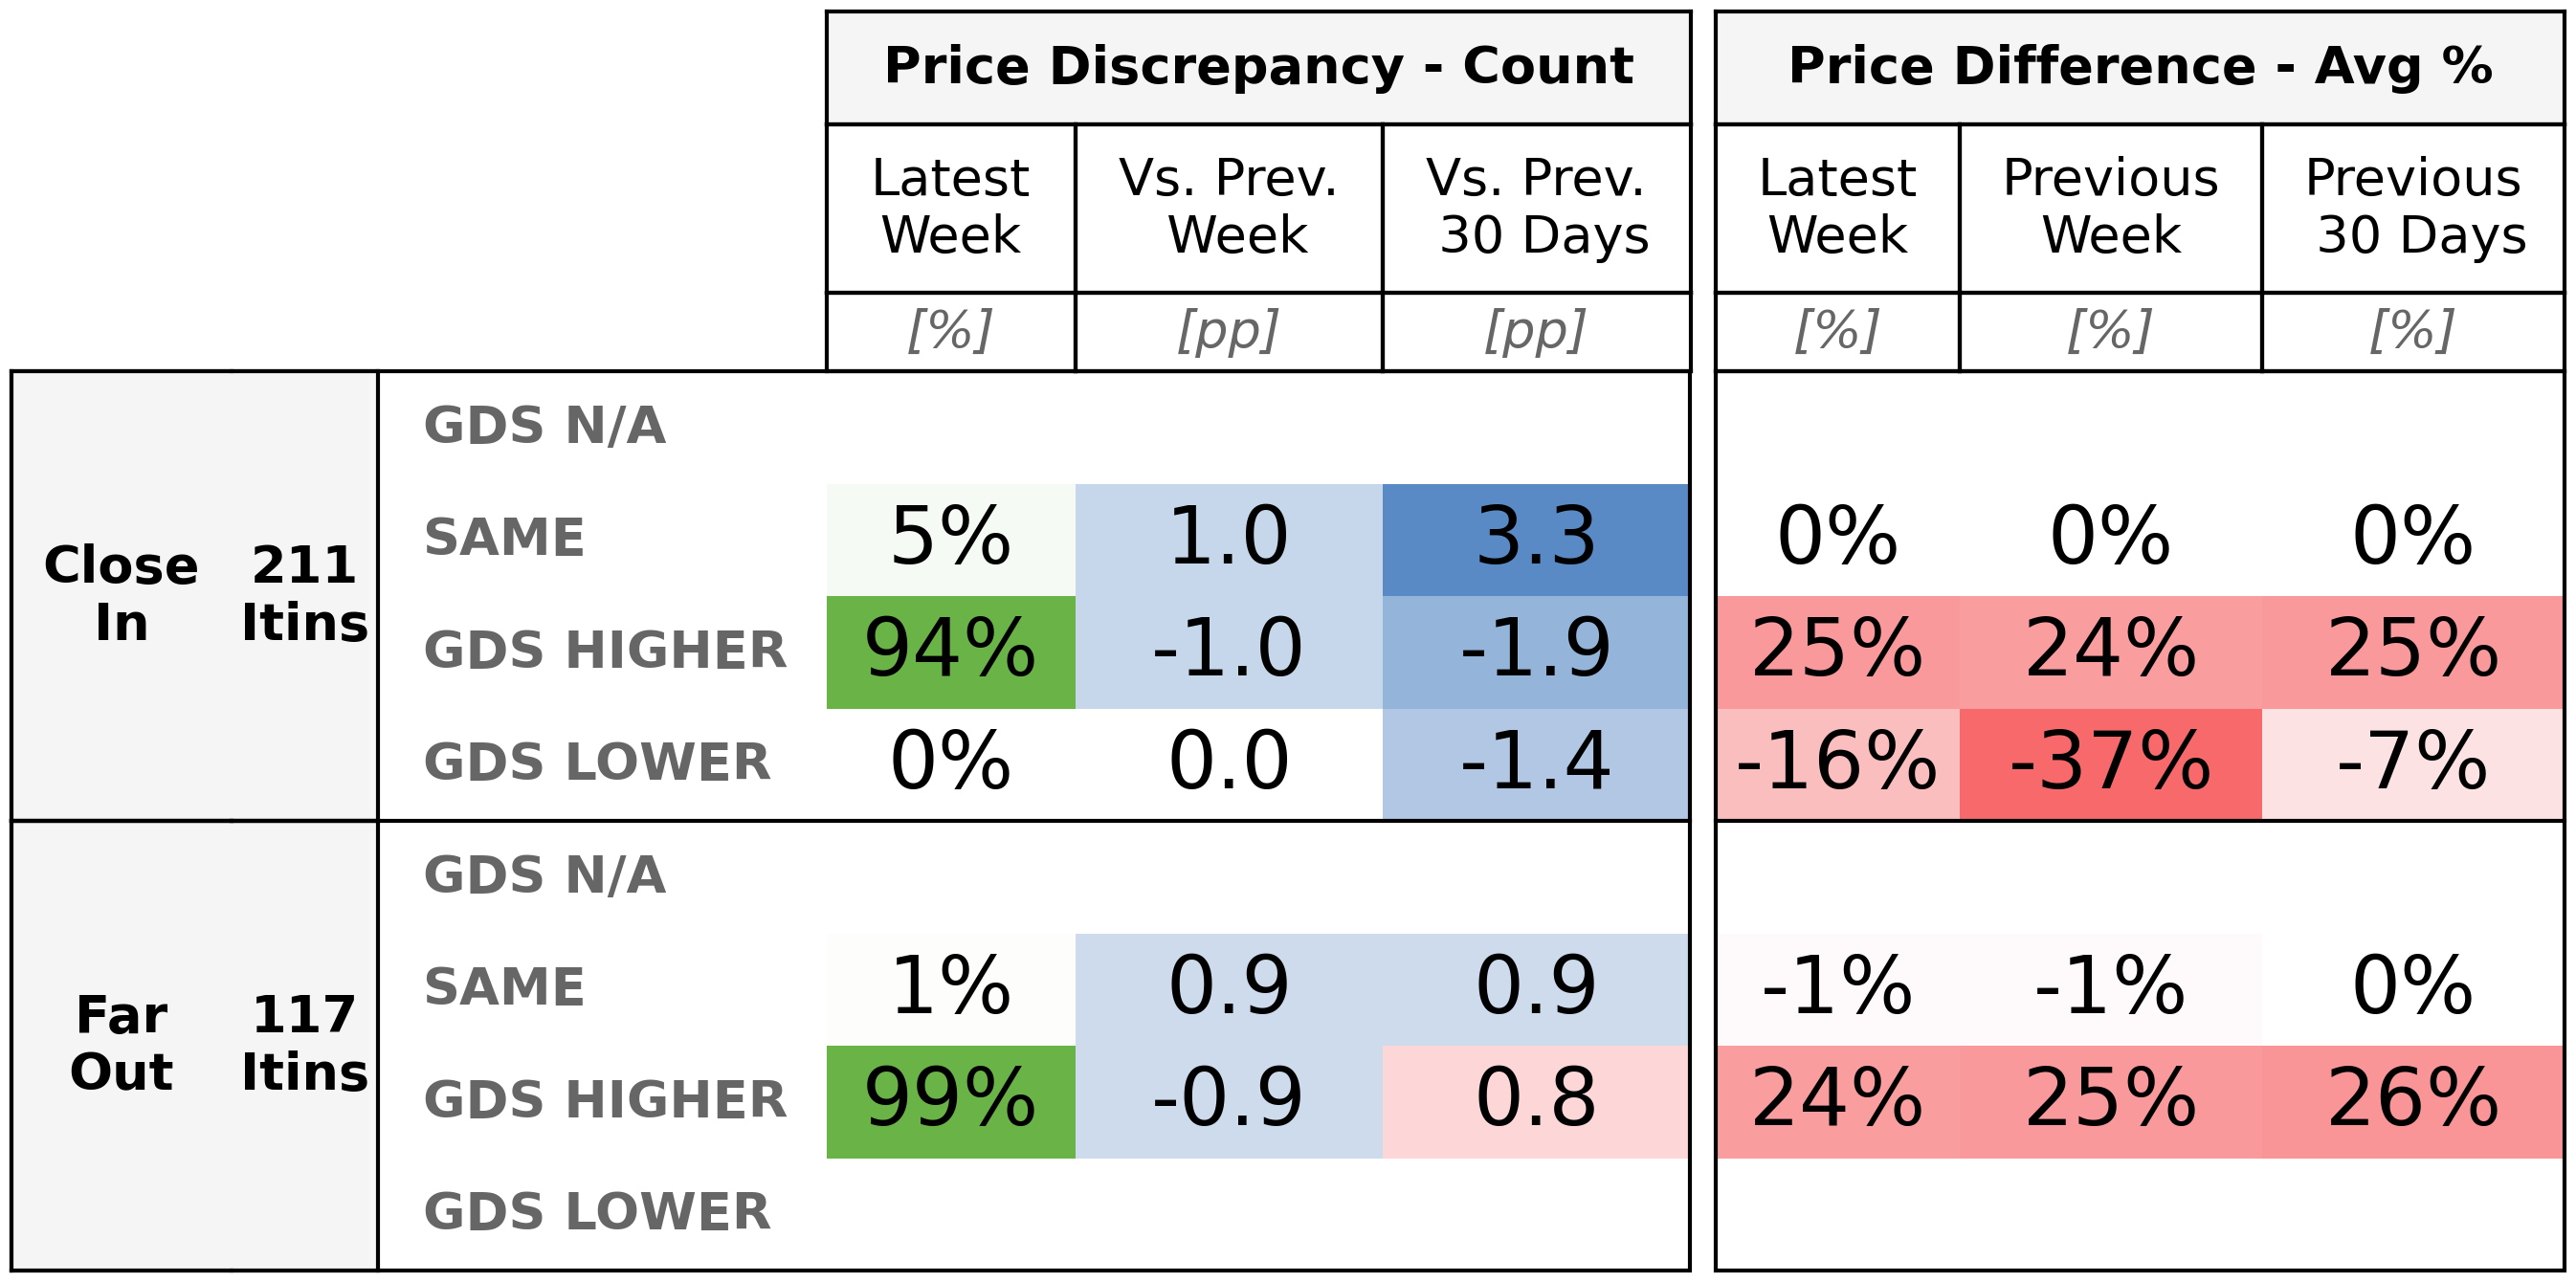 Price Discrepancy - Count Price Difference - Avg %
Latest Week Vs. Prev. Week Vs. Prev. 30 Days Latest Week Previous Week Previous 30 Days
[%] [pp] [pp] [%] [%] [%]
Close In 211 Itins
GDS N/A
SAME 5% 1.0 3.3 0% 0% 0%
GDS HIGHER 94% -1.0 -1.9 25% 24% 25%
GDS LOWER 0% 0.0 -1.4 -16% -37% -7%
Far Out 117 Itins
GDS N/A
SAME 1% 0.9 0.9 -1% -1% 0%
GDS HIGHER 99% -0.9 0.8 24% 25% 26%
GDS LOWER